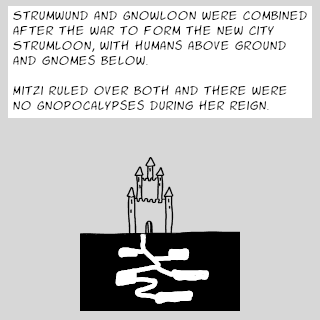 STRUMWUND AND GNOWLOON WERE COMBINED
AFTER THE WAR TO FORM THE NEW CITY
STRUMLOON, WITH HUMANS ABOVE GROUND
AND GNOMES BELOW.
MITZI RULED OVER BOTH AND THERE WERE
NO GNOPOCALYPSES DURING HER REIGN.